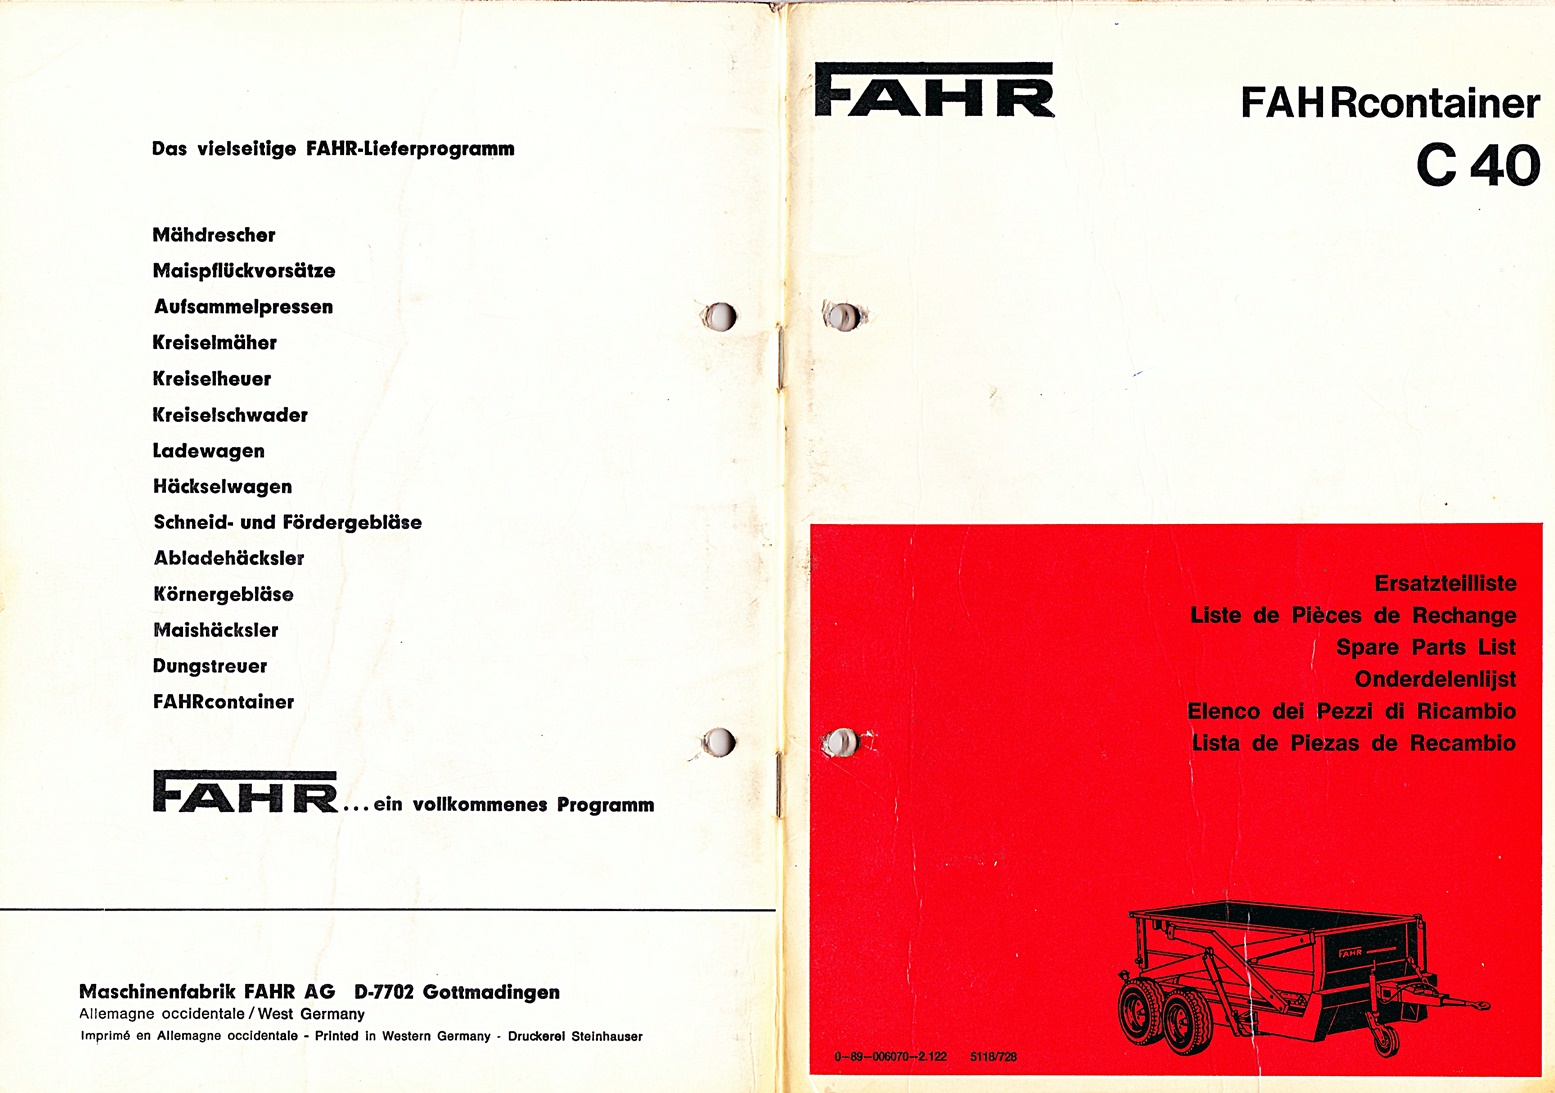 Das vielseitige FAHR-Lieferprogramm
Mähdrescher
Maispflückvorsätze
Aufsammelpressen
Kreiselmäher
Kreiselheuer
Kreiselschwader
Ladewagen
Häckselwagen
Schneid- und Fördergebläse
Abladehäcksler
Körnergebläse
Maishäcksler
Dungstreuer
FAHRcontainer
FAHR...ein vollkommenes Programm
Maschinenfabrik FAHR AG D-7702 Gottmadingen
Allemagne occidentale / West Germany
Imprimé en Allemagne occidentale - Printed in Western Germany - Druckerei Steinhauser
FAHR
FAHRcontainer
C 40
Ersatzteilliste
Liste de Pièces de Rechange
Spare Parts List
Onderdelenlijst
Elenco dei Pezzi di Ricambio
Lista de Piezas de Recambio
FAHR
0-89-006070-2.122 5118/728